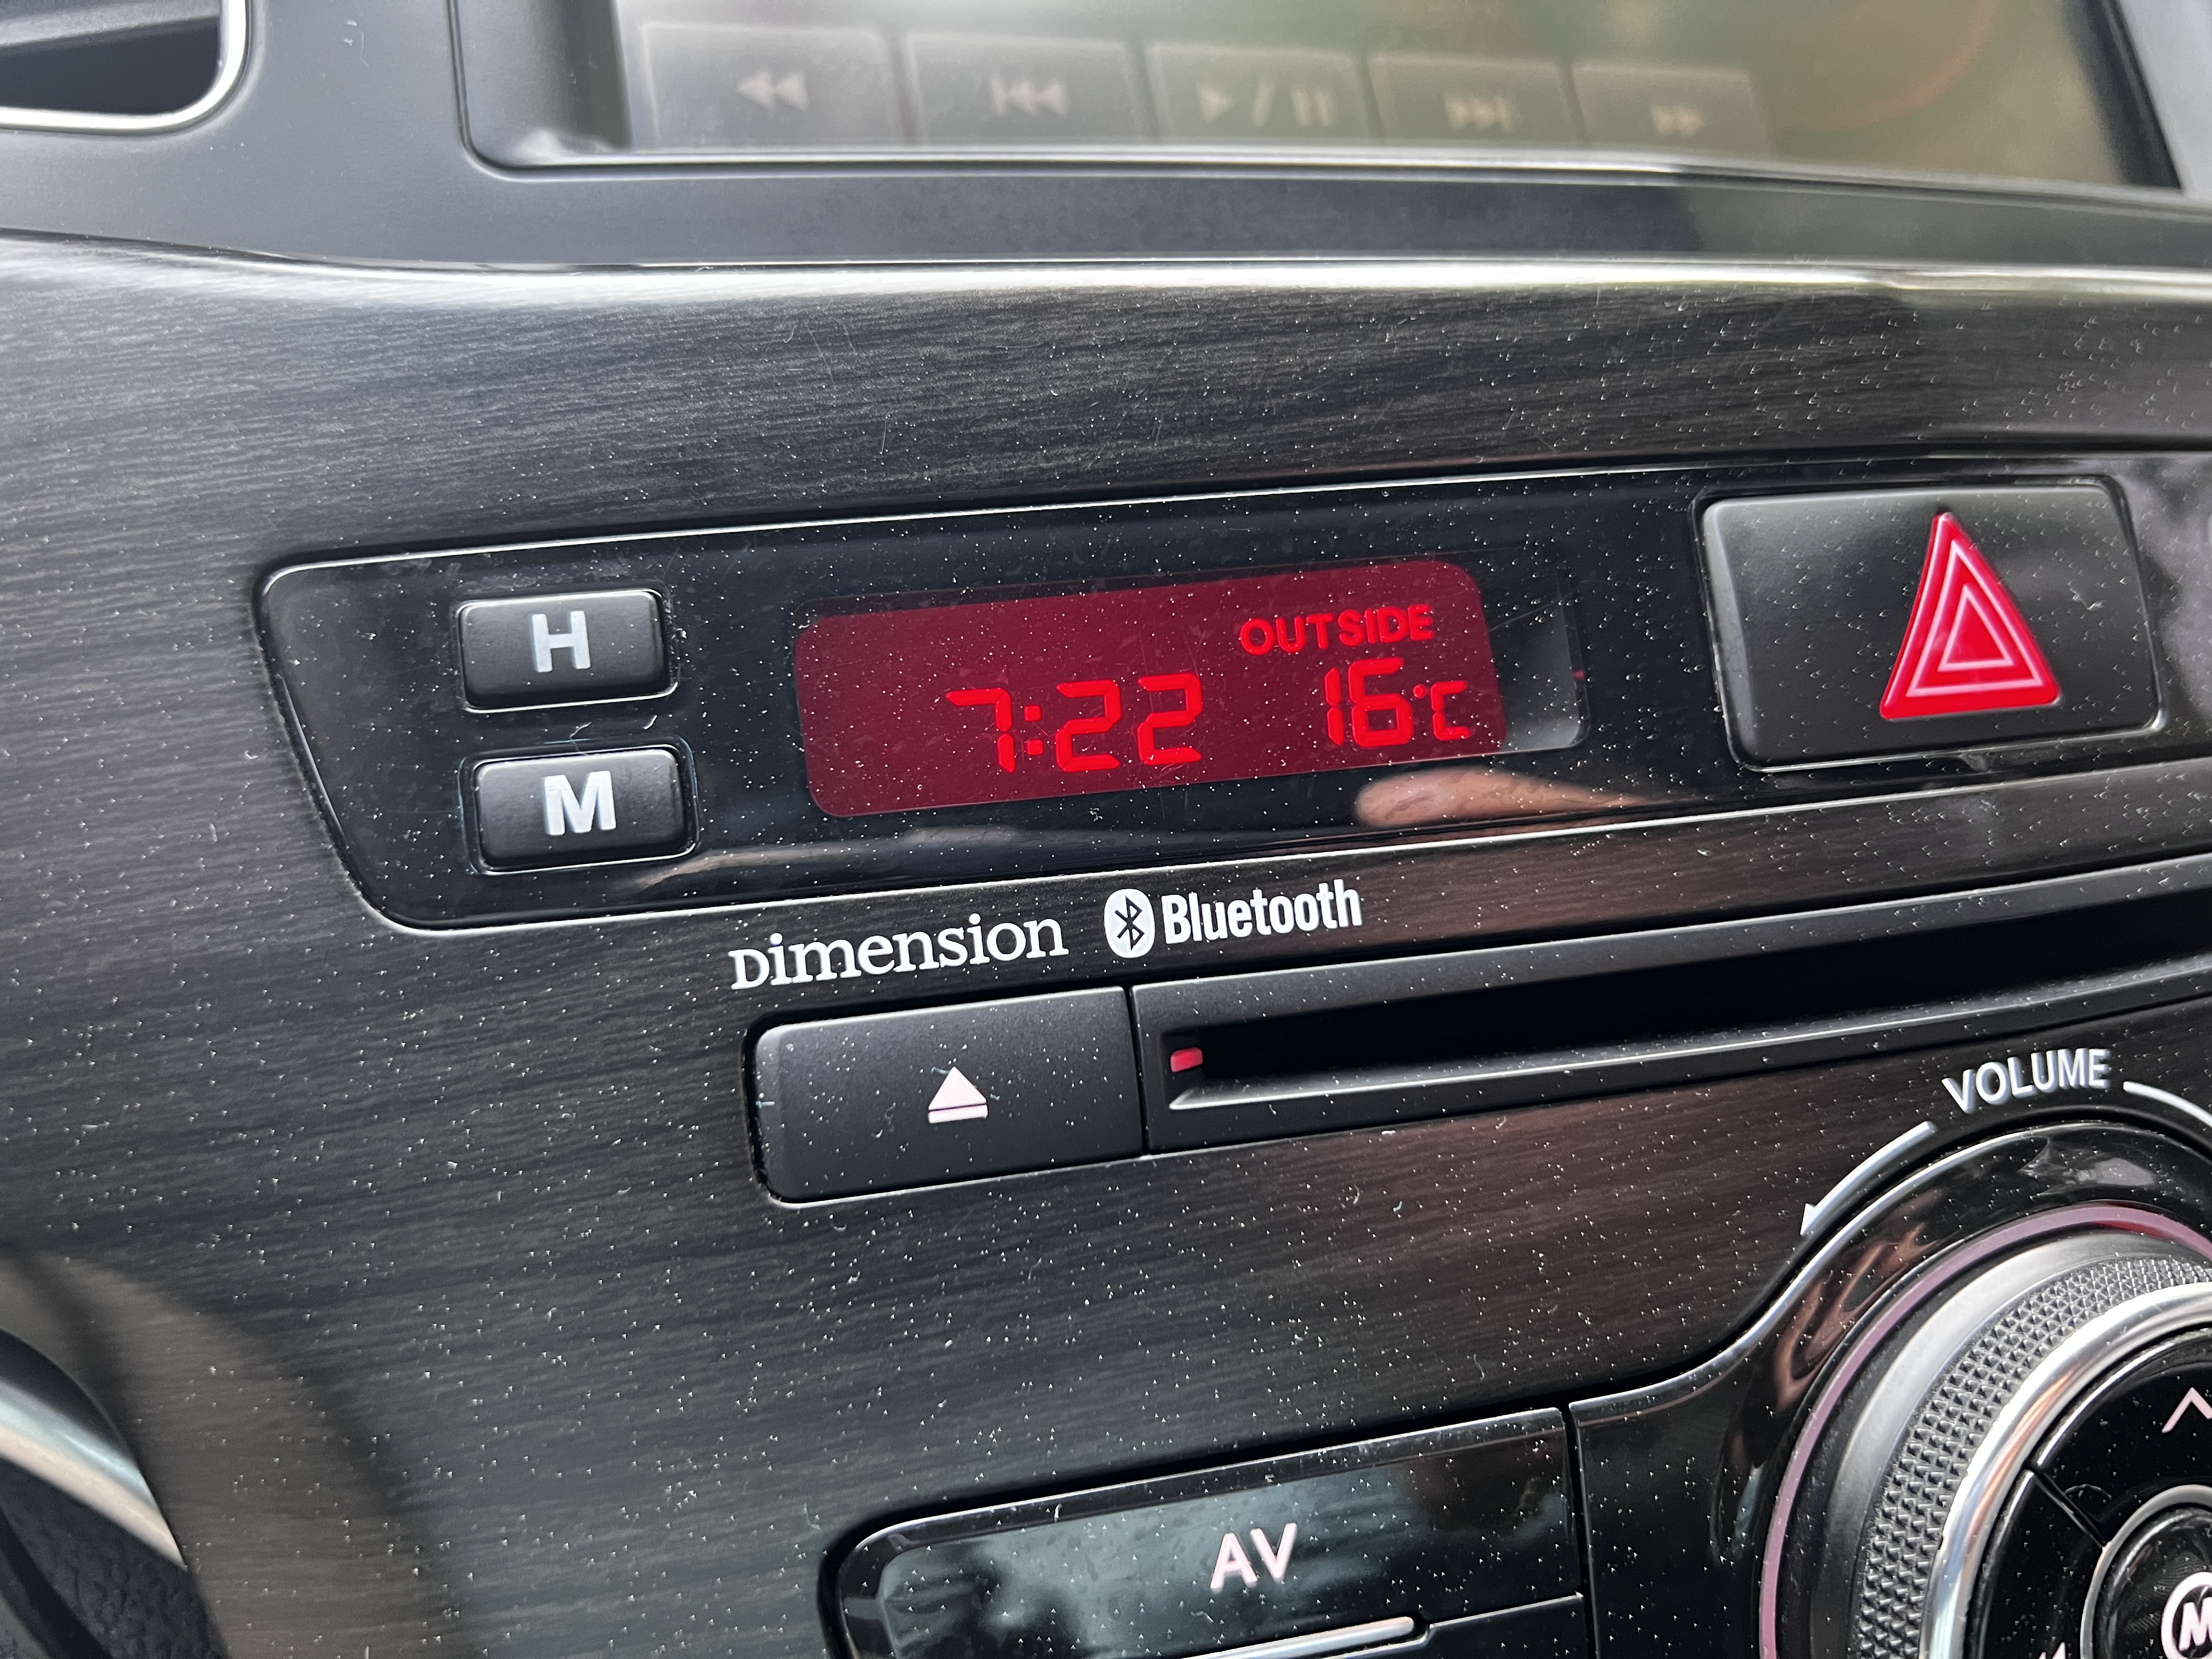 H
OUTSIDE
7:22 16°C
M
Dimension Bluetooth
VOLUME
AV
M